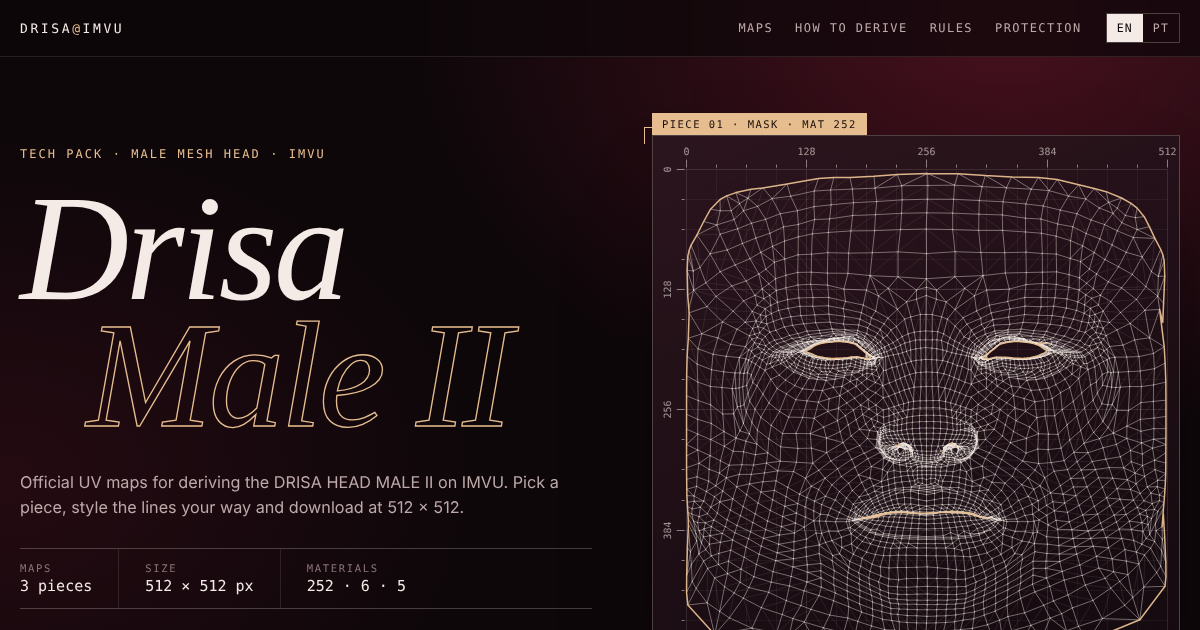 DRISA@IMVU
MAPS
HOW TO DERIVE
RULES
PROTECTION
EN
PT
TECH PACK · MALE MESH HEAD · IMVU
Drisa
Male II
Official UV maps for deriving the DRISA HEAD MALE II on IMVU. Pick a
piece, style the lines your way and download at 512 × 512.
MAPS
3 pieces
SIZE
512 × 512 px
MATERIALS
252 · 6 · 5
PIECE 01 · MASK · MAT 252
0
128
256
384
512
0
128
256
384